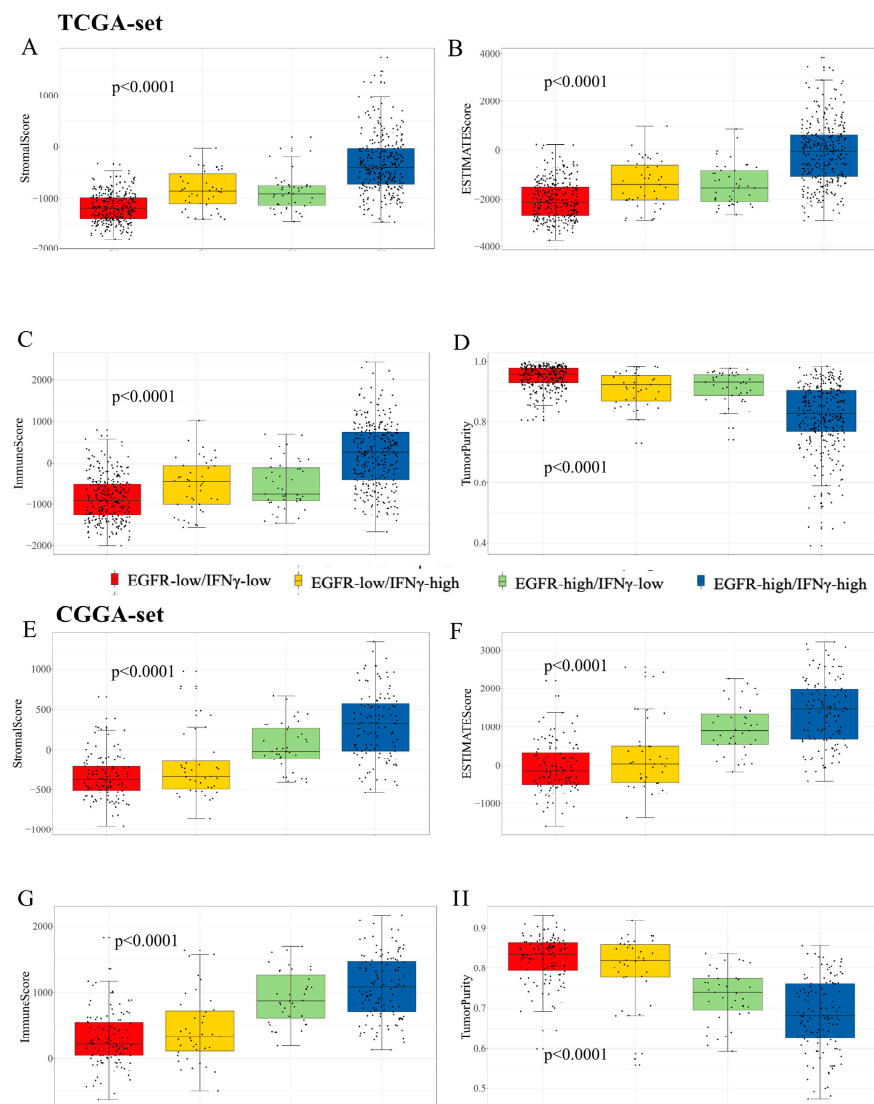 TCGA-set
A
StromalScore
p<0.0001
1000
0
−1000
−2000
B
ESTIMATEScore
p<0.0001
4000
2000
0
−2000
−4000
C
ImmuneScore
p<0.0001
2000
1000
0
−1000
−2000
D
TumorPurity
p<0.0001
1.0
0.8
0.6
0.4
EGFR-low/IFNγ-low EGFR-low/IFNγ-high EGFR-high/IFNγ-low EGFR-high/IFNγ-high
CGGA-set
E
StromalScore
p<0.0001
1000
500
0
−500
−1000
F
ESTIMATEScore
p<0.0001
3000
2000
1000
0
−1000
G
ImmuneScore
p<0.0001
2000
1000
0
H
TumorPurity
p<0.0001
0.9
0.8
0.7
0.6
0.5